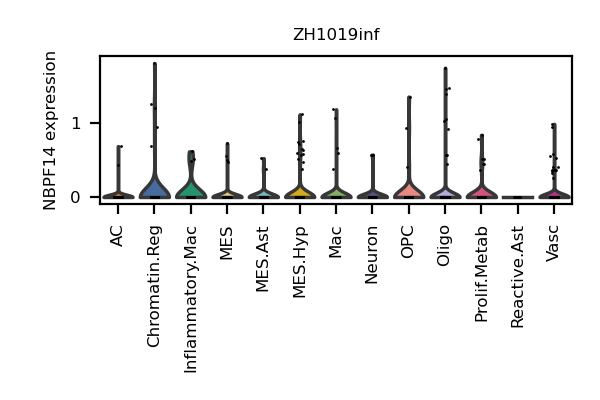 ZH1019inf
NBPF14 expression
1
0
AC
Chromatin.Reg
Inflammatory.Mac
MES
MES.Ast
MES.Hyp
Mac
Neuron
OPC
Oligo
Prolif.Metab
Reactive.Ast
Vasc